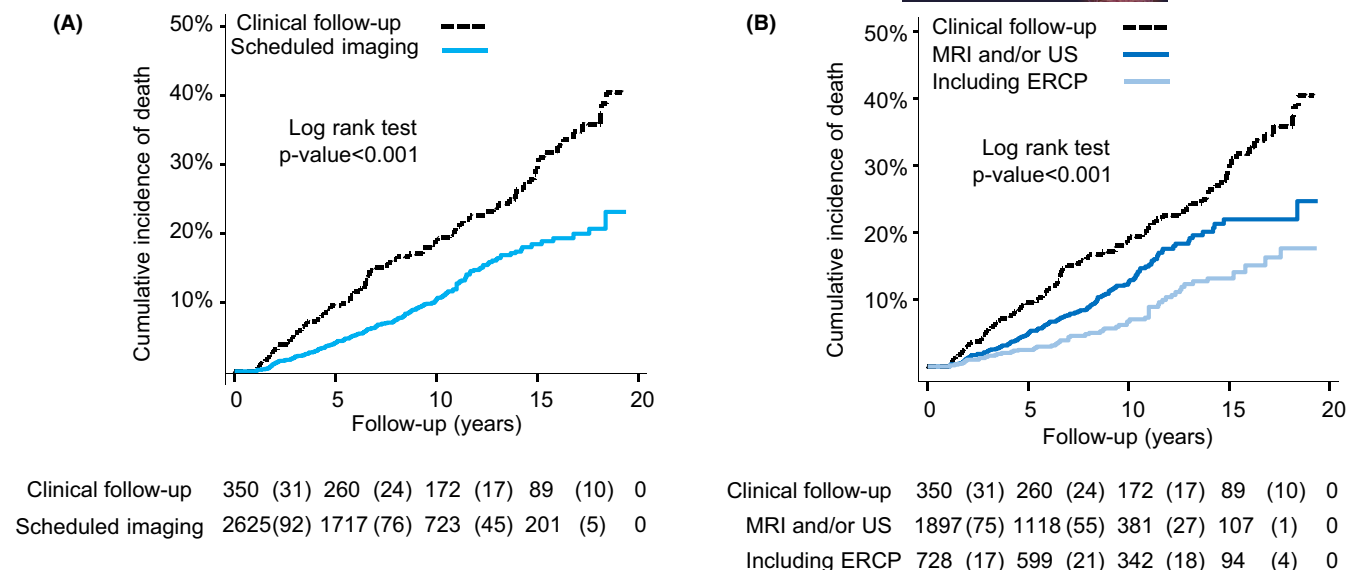 (A)
Clinical follow-up
Scheduled imaging
Cumulative incidence of death
50%
40%
30%
20%
10%
Log rank test
p-value<0.001
0 5 10 15 20
Follow-up (years)
Clinical follow-up 350 (31) 260 (24) 172 (17) 89 (10) 0
Scheduled imaging 2625(92) 1717(76) 723 (45) 201 (5) 0
(B)
Clinical follow-up
MRI and/or US
Including ERCP
Cumulative incidence of death
50%
40%
30%
20%
10%
Log rank test
p-value<0.001
0 5 10 15 20
Follow-up (years)
Clinical follow-up 350 (31) 260 (24) 172 (17) 89 (10) 0
MRI and/or US 1897(75) 1118(55) 381 (27) 107 (1) 0
Including ERCP 728 (17) 599 (21) 342 (18) 94 (4) 0